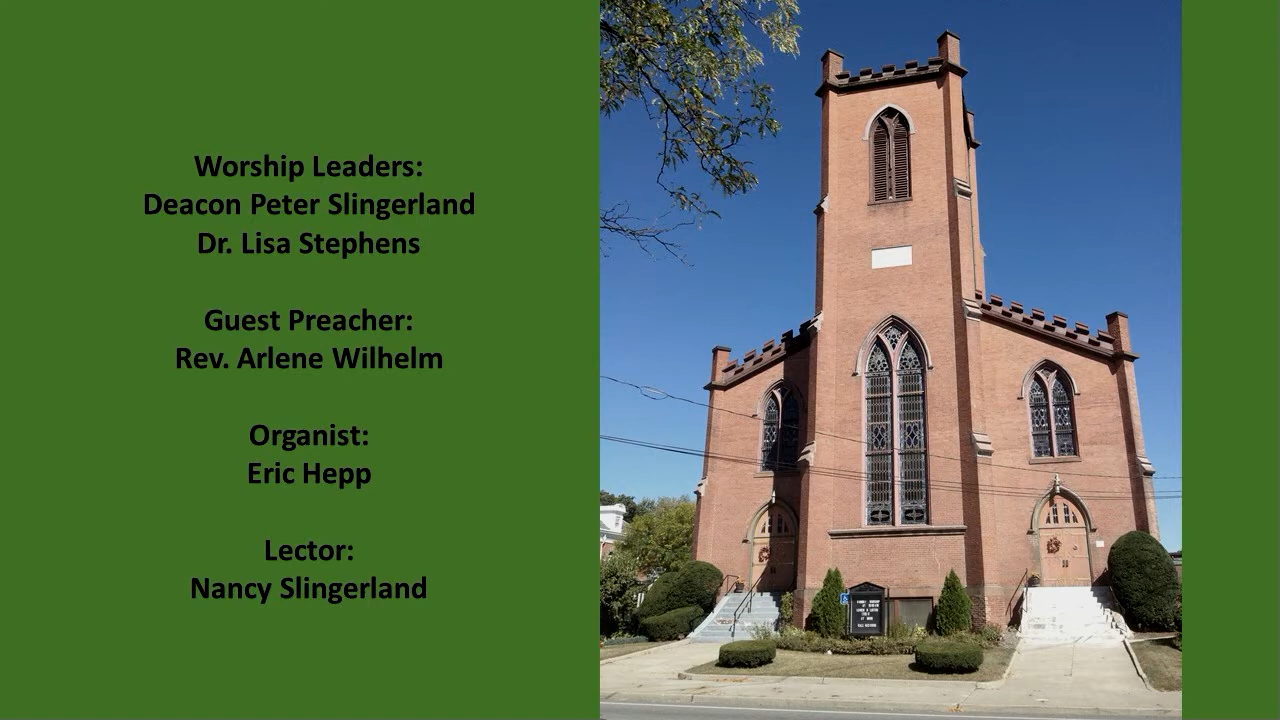 Worship Leaders:
Deacon Peter Slingerland
Dr. Lisa Stephens
Guest Preacher:
Rev. Arlene Wilhelm
Organist:
Eric Hepp
Lector:
Nancy Slingerland